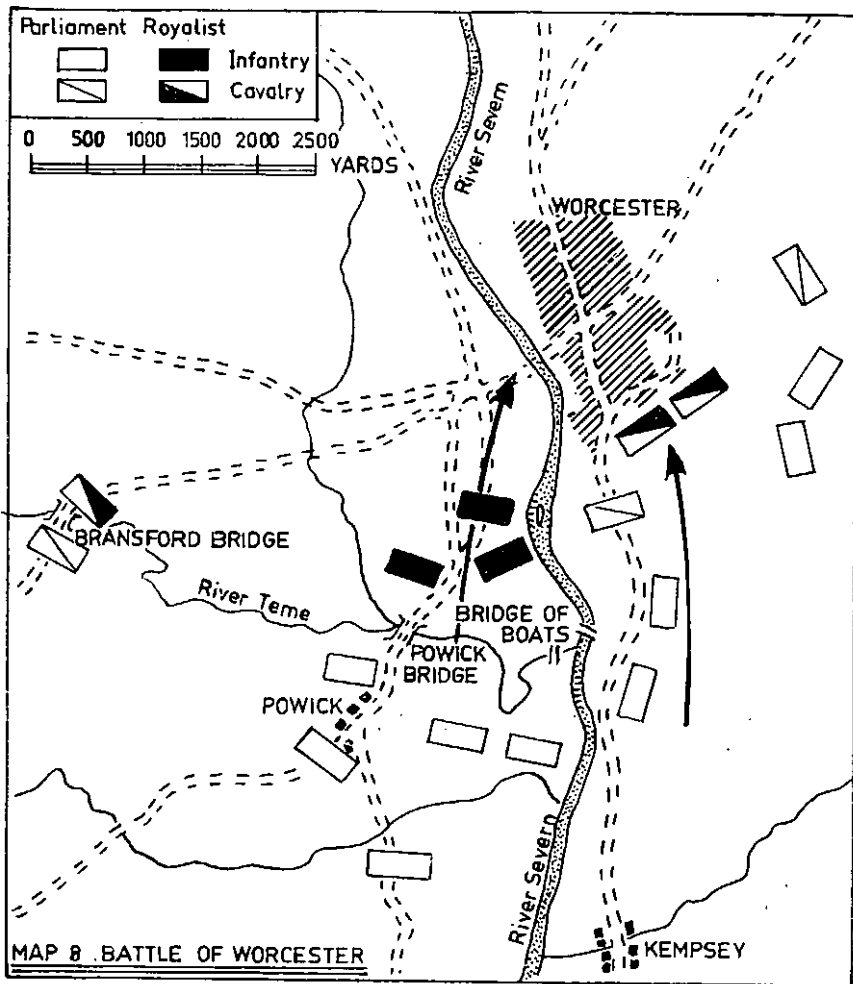 Parliament Royalist
Infantry
Cavalry
0 500 1000 1500 2000 2500
YARDS
River Severn
WORCESTER
BRANSFORD BRIDGE
River Teme
BRIDGE OF
BOATS
POWICK
BRIDGE
POWICK
River Severn
KEMPSEY
MAP 8 . BATTLE OF WORCESTER